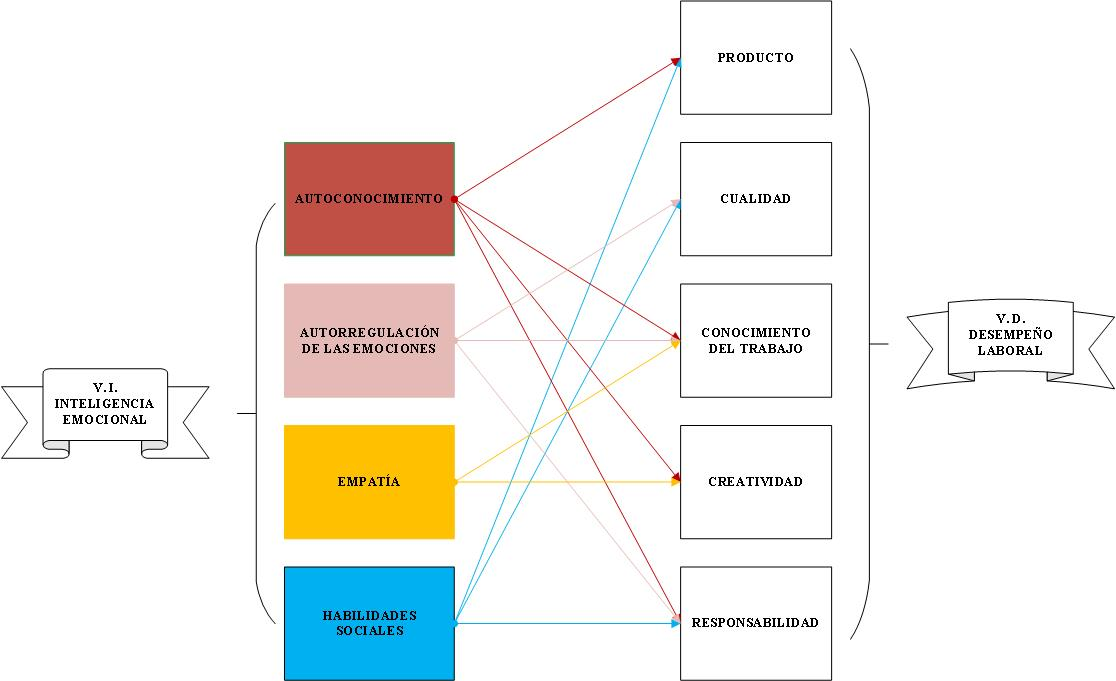 V.I.
INTELIGENCIA
EMOCIONAL
AUTOCONOCIMIENTO
AUTORREGULACIÓN
DE LAS EMOCIONES
EMPATÍA
HABILIDADES
SOCIALES
PRODUCTO
CUALIDAD
CONOCIMIENTO
DEL TRABAJO
CREATIVIDAD
RESPONSABILIDAD
V.D.
DESEMPEÑO
LABORAL